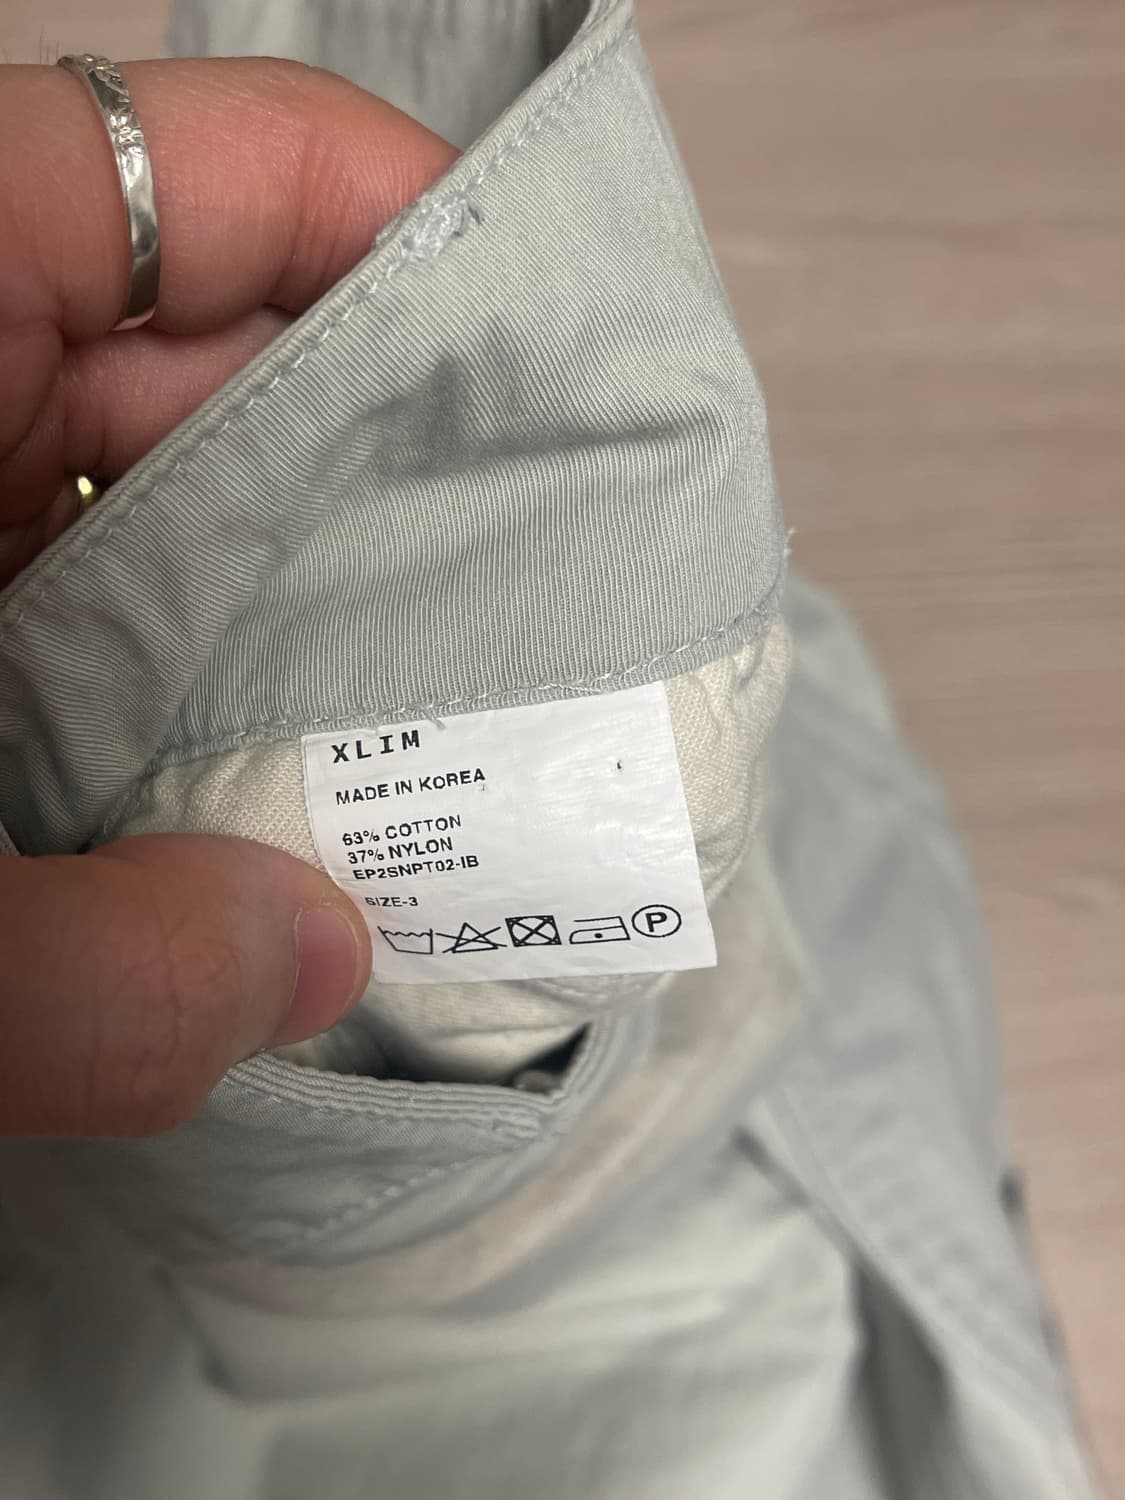 XLIM
MADE IN KOREA
63% COTTON
37% NYLON
EP2SNPT02-IB
SIZE-3
P